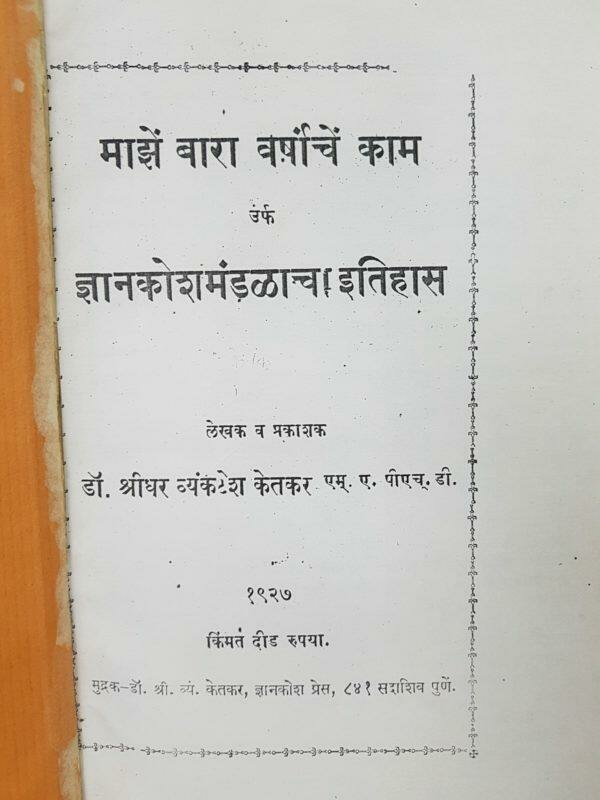 माझें बारा वर्षांचें काम
उर्फ
ज्ञानकोशमंडळाचा इतिहास
लेखक व प्रकाशक
डॉ. श्रीधर व्यंकटेश केतकर एम्. ए. पीएच्. डी.
१९२७
किंमत दीड रुपया.
मुद्रक-डॉ. श्री. व्यं. केतकर, ज्ञानकोश प्रेस, ८४१ सदाशिव पुणें.